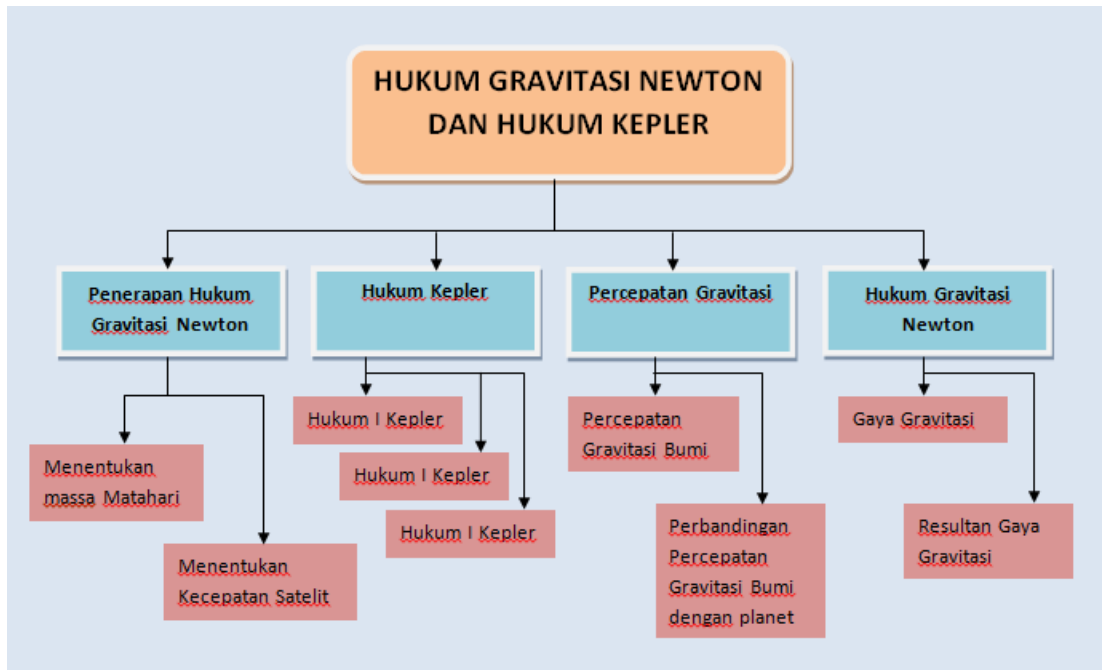 HUKUM GRAVITASI NEWTON
DAN HUKUM KEPLER
Penerapan Hukum
Gravitasi Newton
Hukum Kepler
Percepatan Gravitasi
Hukum Gravitasi
Newton
Menentukan
massa Matahari
Menentukan
Kecepatan Satelit
Hukum I Kepler
Hukum I Kepler
Hukum I Kepler
Percepatan
Gravitasi Bumi
Perbandingan
Percepatan
Gravitasi Bumi
dengan planet
Gaya Gravitasi
Resultan Gaya
Gravitasi